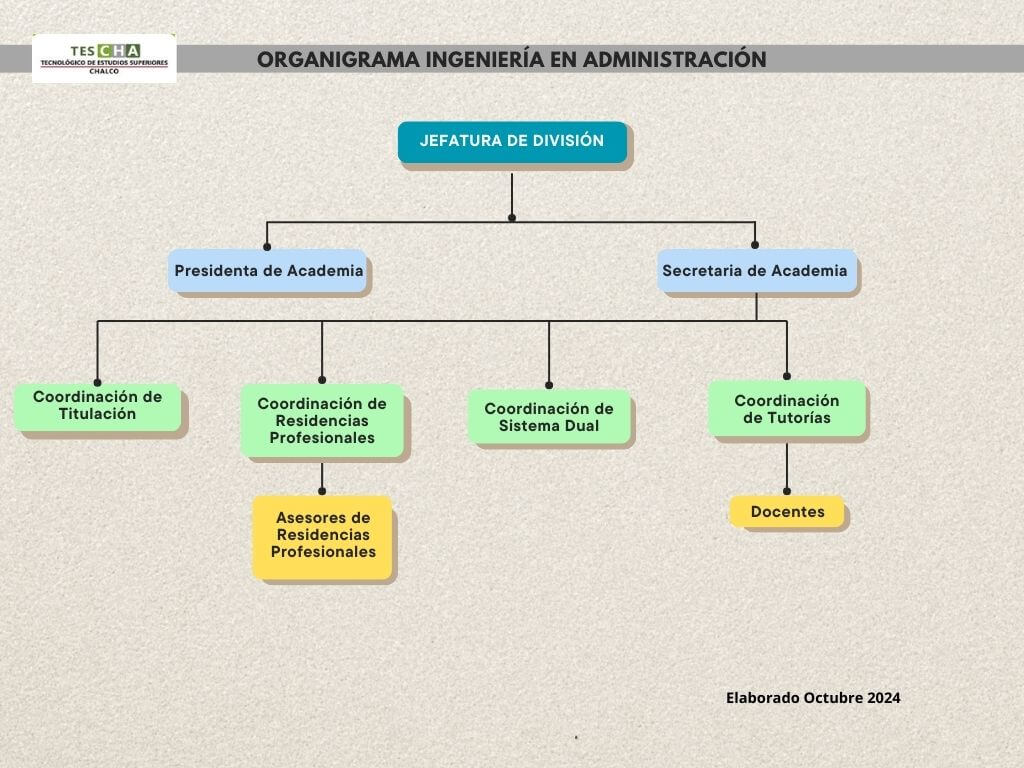 TESCHA
TECNOLÓGICO DE ESTUDIOS SUPERIORES
CHALCO
ORGANIGRAMA INGENIERÍA EN ADMINISTRACIÓN
JEFATURA DE DIVISIÓN
Presidenta de Academia
Secretaria de Academia
Coordinación de
Titulación
Coordinación de
Residencias
Profesionales
Coordinación de
Sistema Dual
Coordinación
de Tutorías
Asesores de
Residencias
Profesionales
Docentes
Elaborado Octubre 2024